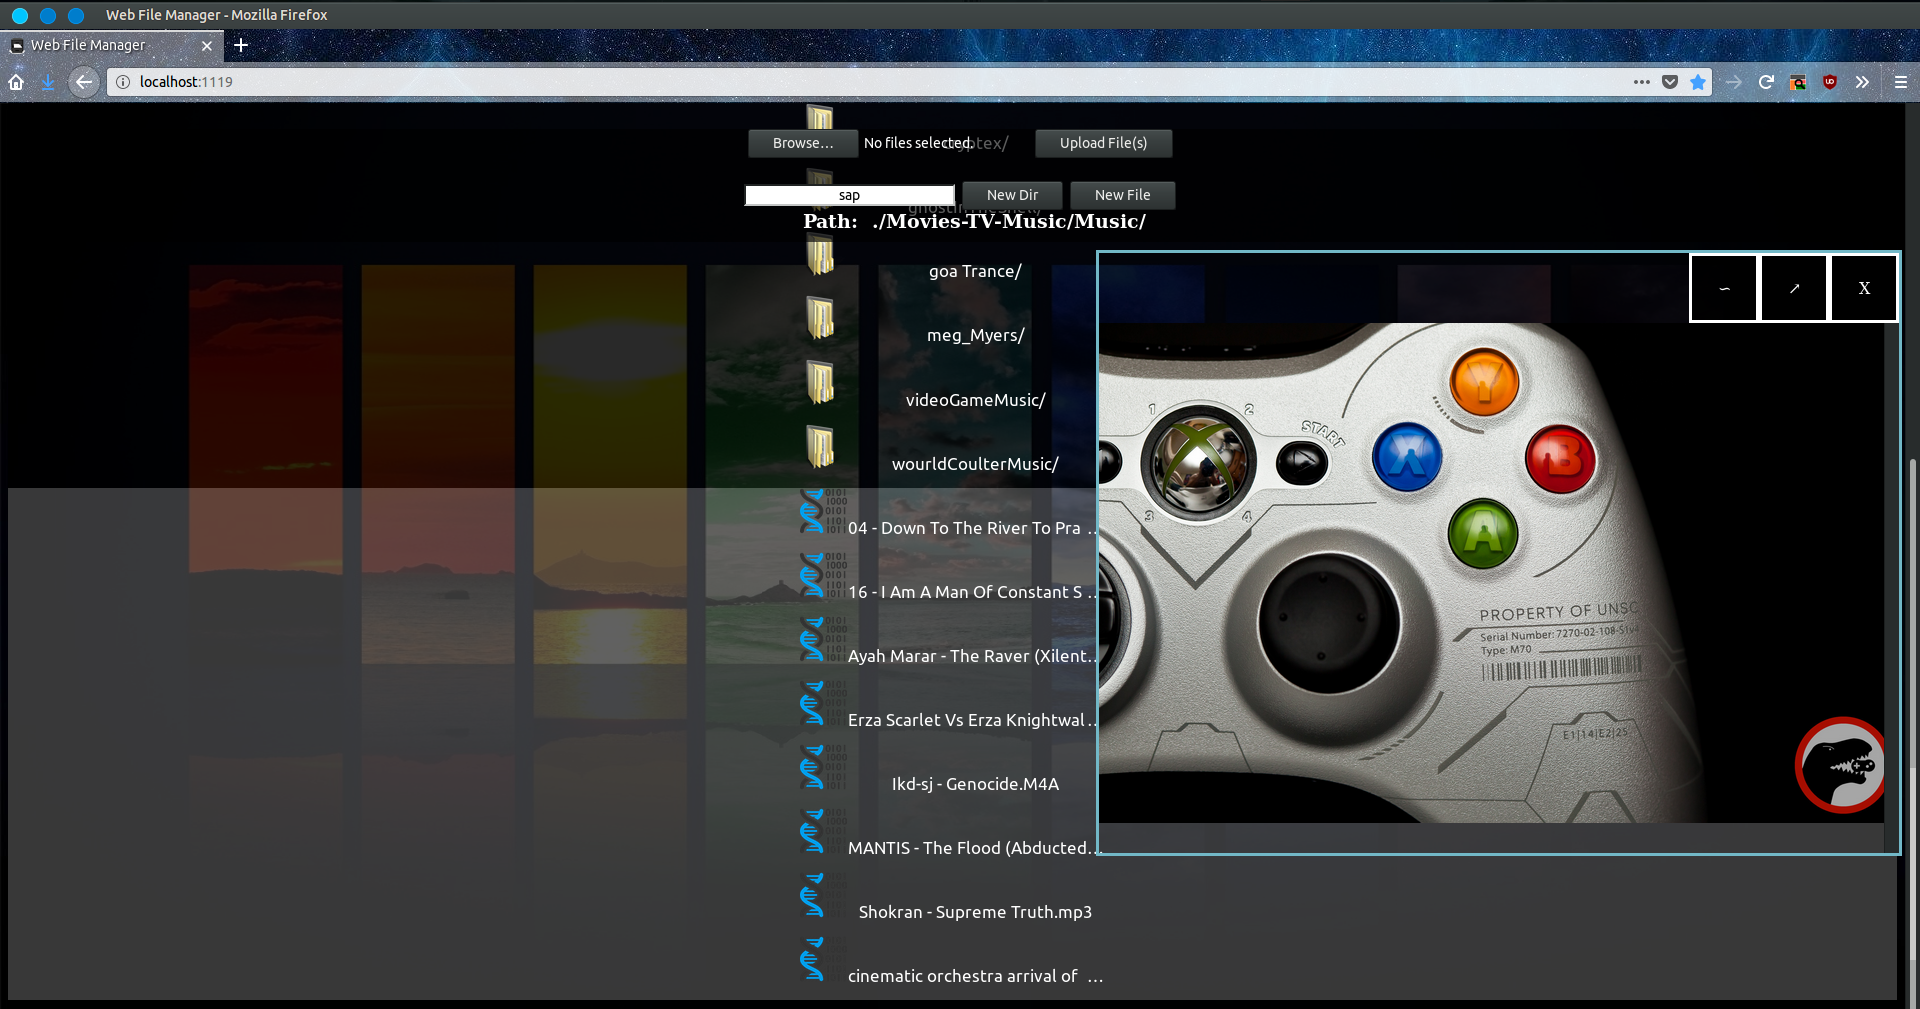 Web File Manager - Mozilla Firefox
Web File Manager
localhost:1119
Browse...
No files selected.
Upload File(s)
sap
New Dir
New File
Path: ./Movies-TV-Music/Music/
goa Trance/
meg_Myers/
videoGameMusic/
wourldCoulterMusic/
04 - Down To The River To Pra ...
16 - I Am A Man Of Constant S ...
Ayah Marar - The Raver (Xilent...
Erza Scarlet Vs Erza Knightwal ...
Ikd-sj - Genocide.M4A
MANTIS - The Flood (Abducted...
Shokran - Supreme Truth.mp3
cinematic orchestra arrival of ...
X
1
2
START
3
4
Y
X
B
A
PROPERTY OF UNSC
Serial Number: 7270-02-108-S1v4
Type: M70
E1|14|E2|25